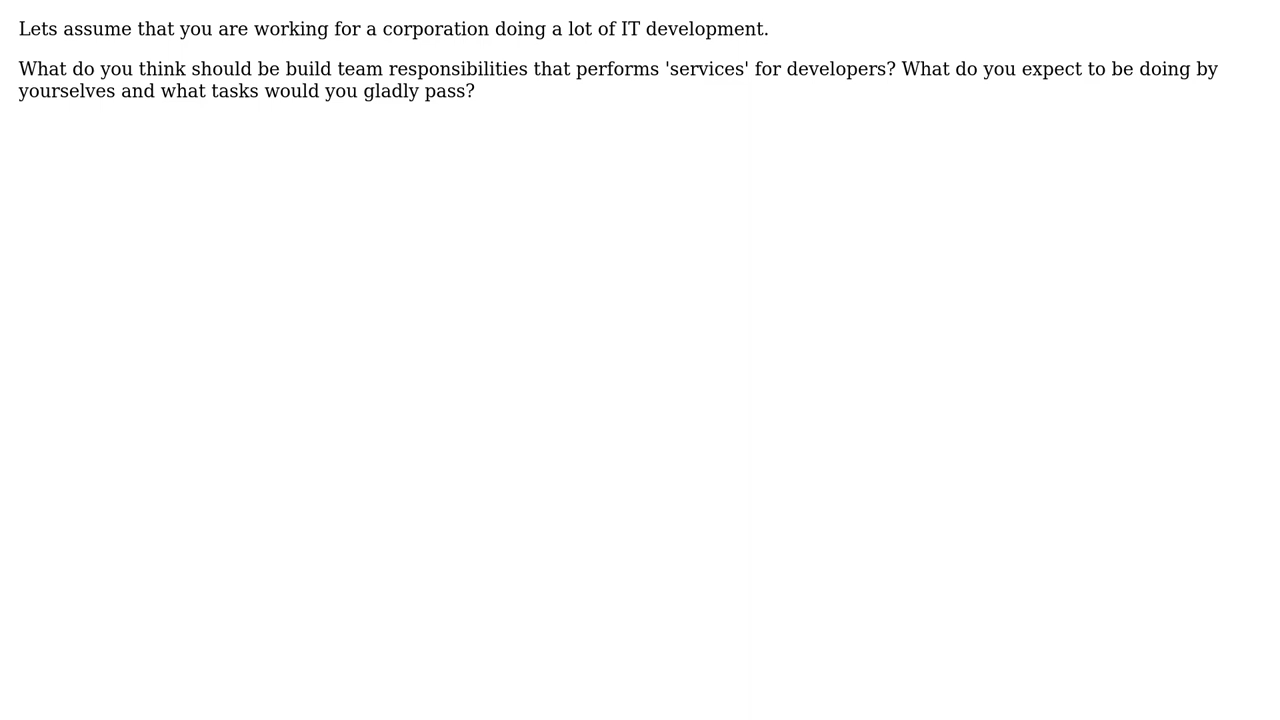 Lets assume that you are working for a corporation doing a lot of IT development.
What do you think should be build team responsibilities that performs 'services' for developers? What do you expect to be doing by
yourselves and what tasks would you gladly pass?